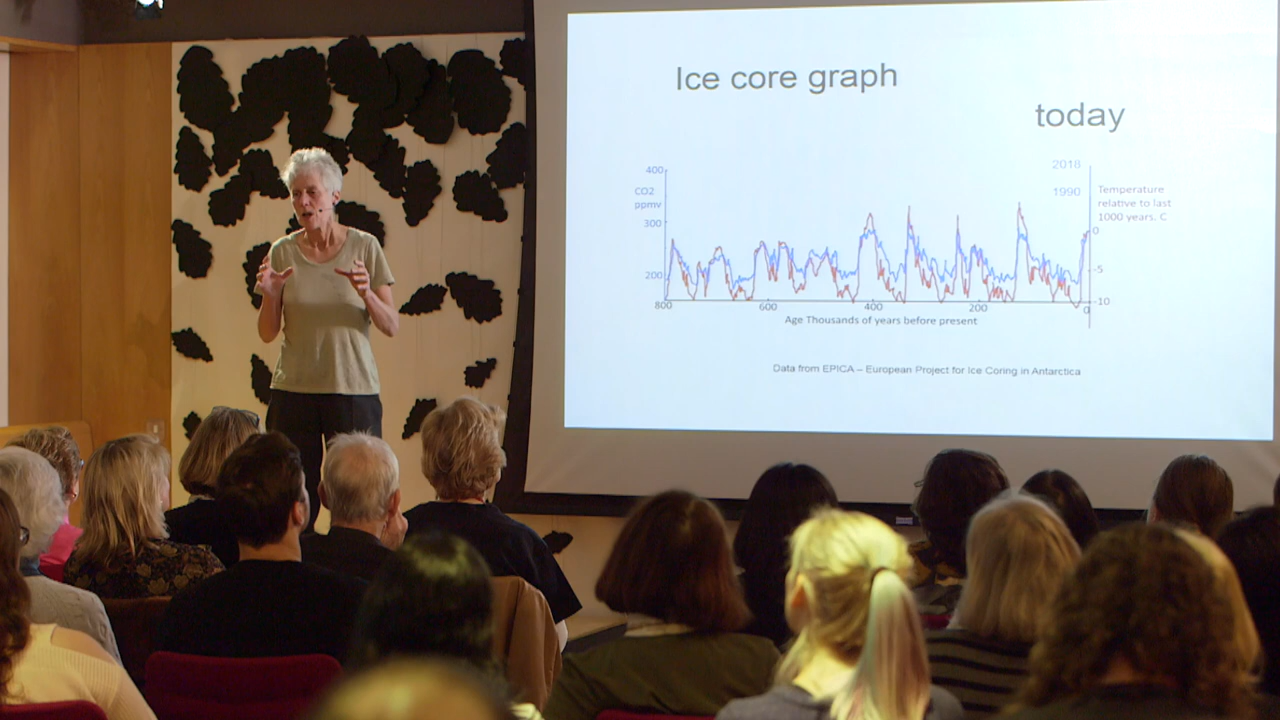 Ice core graph
today
2018
400
CO2
ppmv
1990
Temperature
relative to last
1000 years. C
300
0
200
-5
-10
800
600
400
200
0
Age Thousands of years before present
Data from EPICA – European Project for Ice Coring in Antarctica